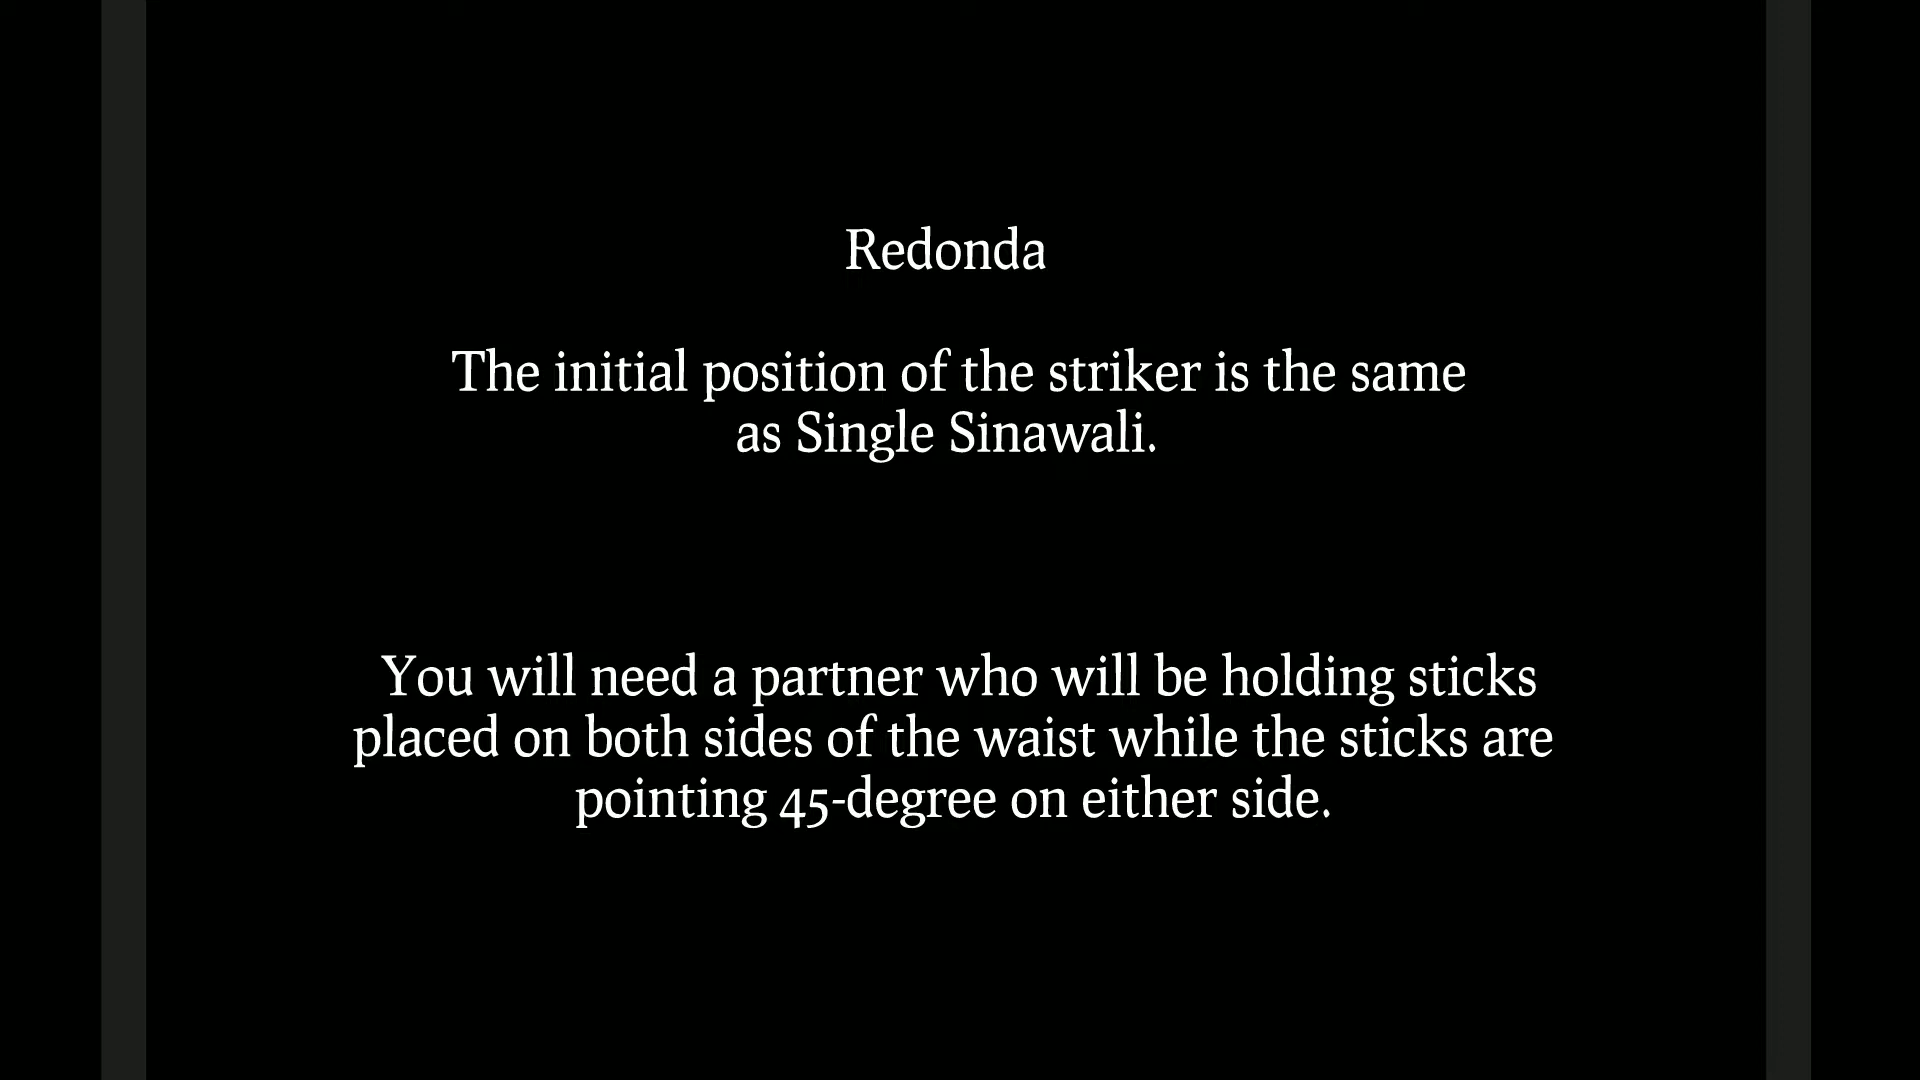 Redonda
The initial position of the striker is the same
as Single Sinawali.
You will need a partner who will be holding sticks
placed on both sides of the waist while the sticks are
pointing 45-degree on either side.